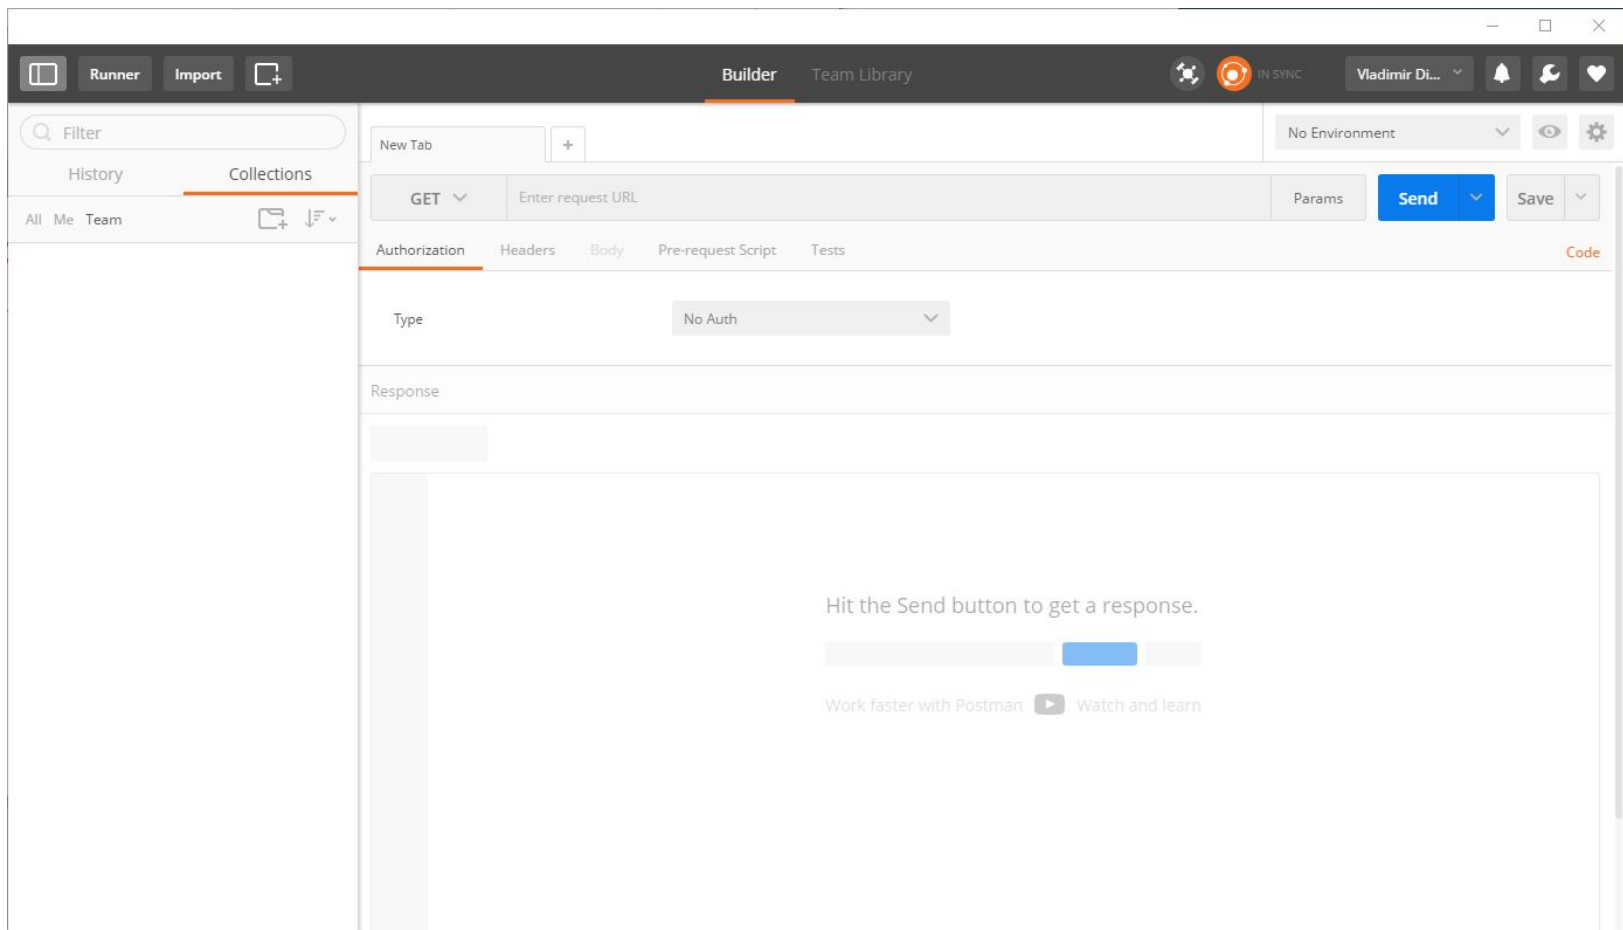 Runner Import Builder Team Library IN SYNC Vladimir Di...
Filter
History Collections
All Me Team
New Tab + No Environment
GET Enter request URL Params Send Save
Authorization Headers Body Pre-request Script Tests Code
Type No Auth
Response
Hit the Send button to get a response.
Work faster with Postman Watch and learn